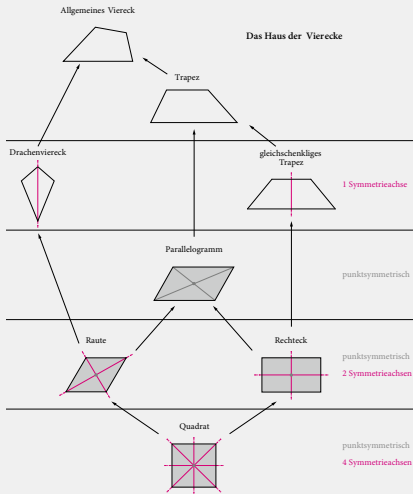 Allgemeines Viereck
Das Haus der Vierecke
Trapez
Drachenviereck
gleichschenkliges
Trapez
1 Symmetrieachse
Parallelogramm
punktsymmetrisch
Raute
Rechteck
punktsymmetrisch
2 Symmetrieachsen
Quadrat
punktsymmetrisch
4 Symmetrieachsen